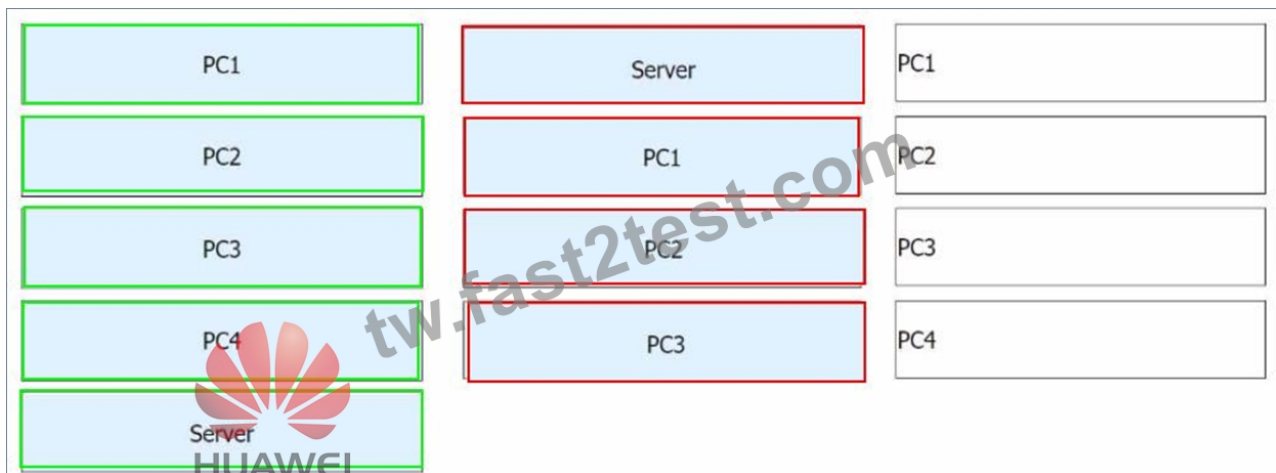 PC1
Server
PC1
PC2
PC1
PC2
PC3
PC2
PC3
PC4
PC3
PC4
Server
HUAWEI
tw.fast2test.com